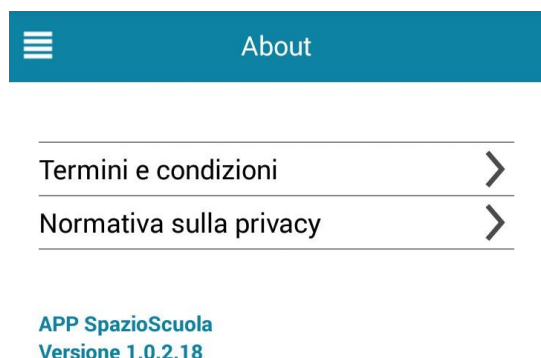 About
Termini e condizioni
Normativa sulla privacy
APP SpazioScuola
Versione 1.0.2.18